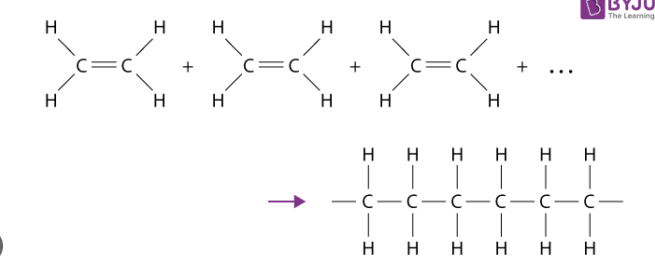 BYJU
The Learning
H H H H H H
C=C + C=C + C=C + ...
H H H H H H
H H H H H H
→ —C—C—C—C—C—C—
H H H H H H